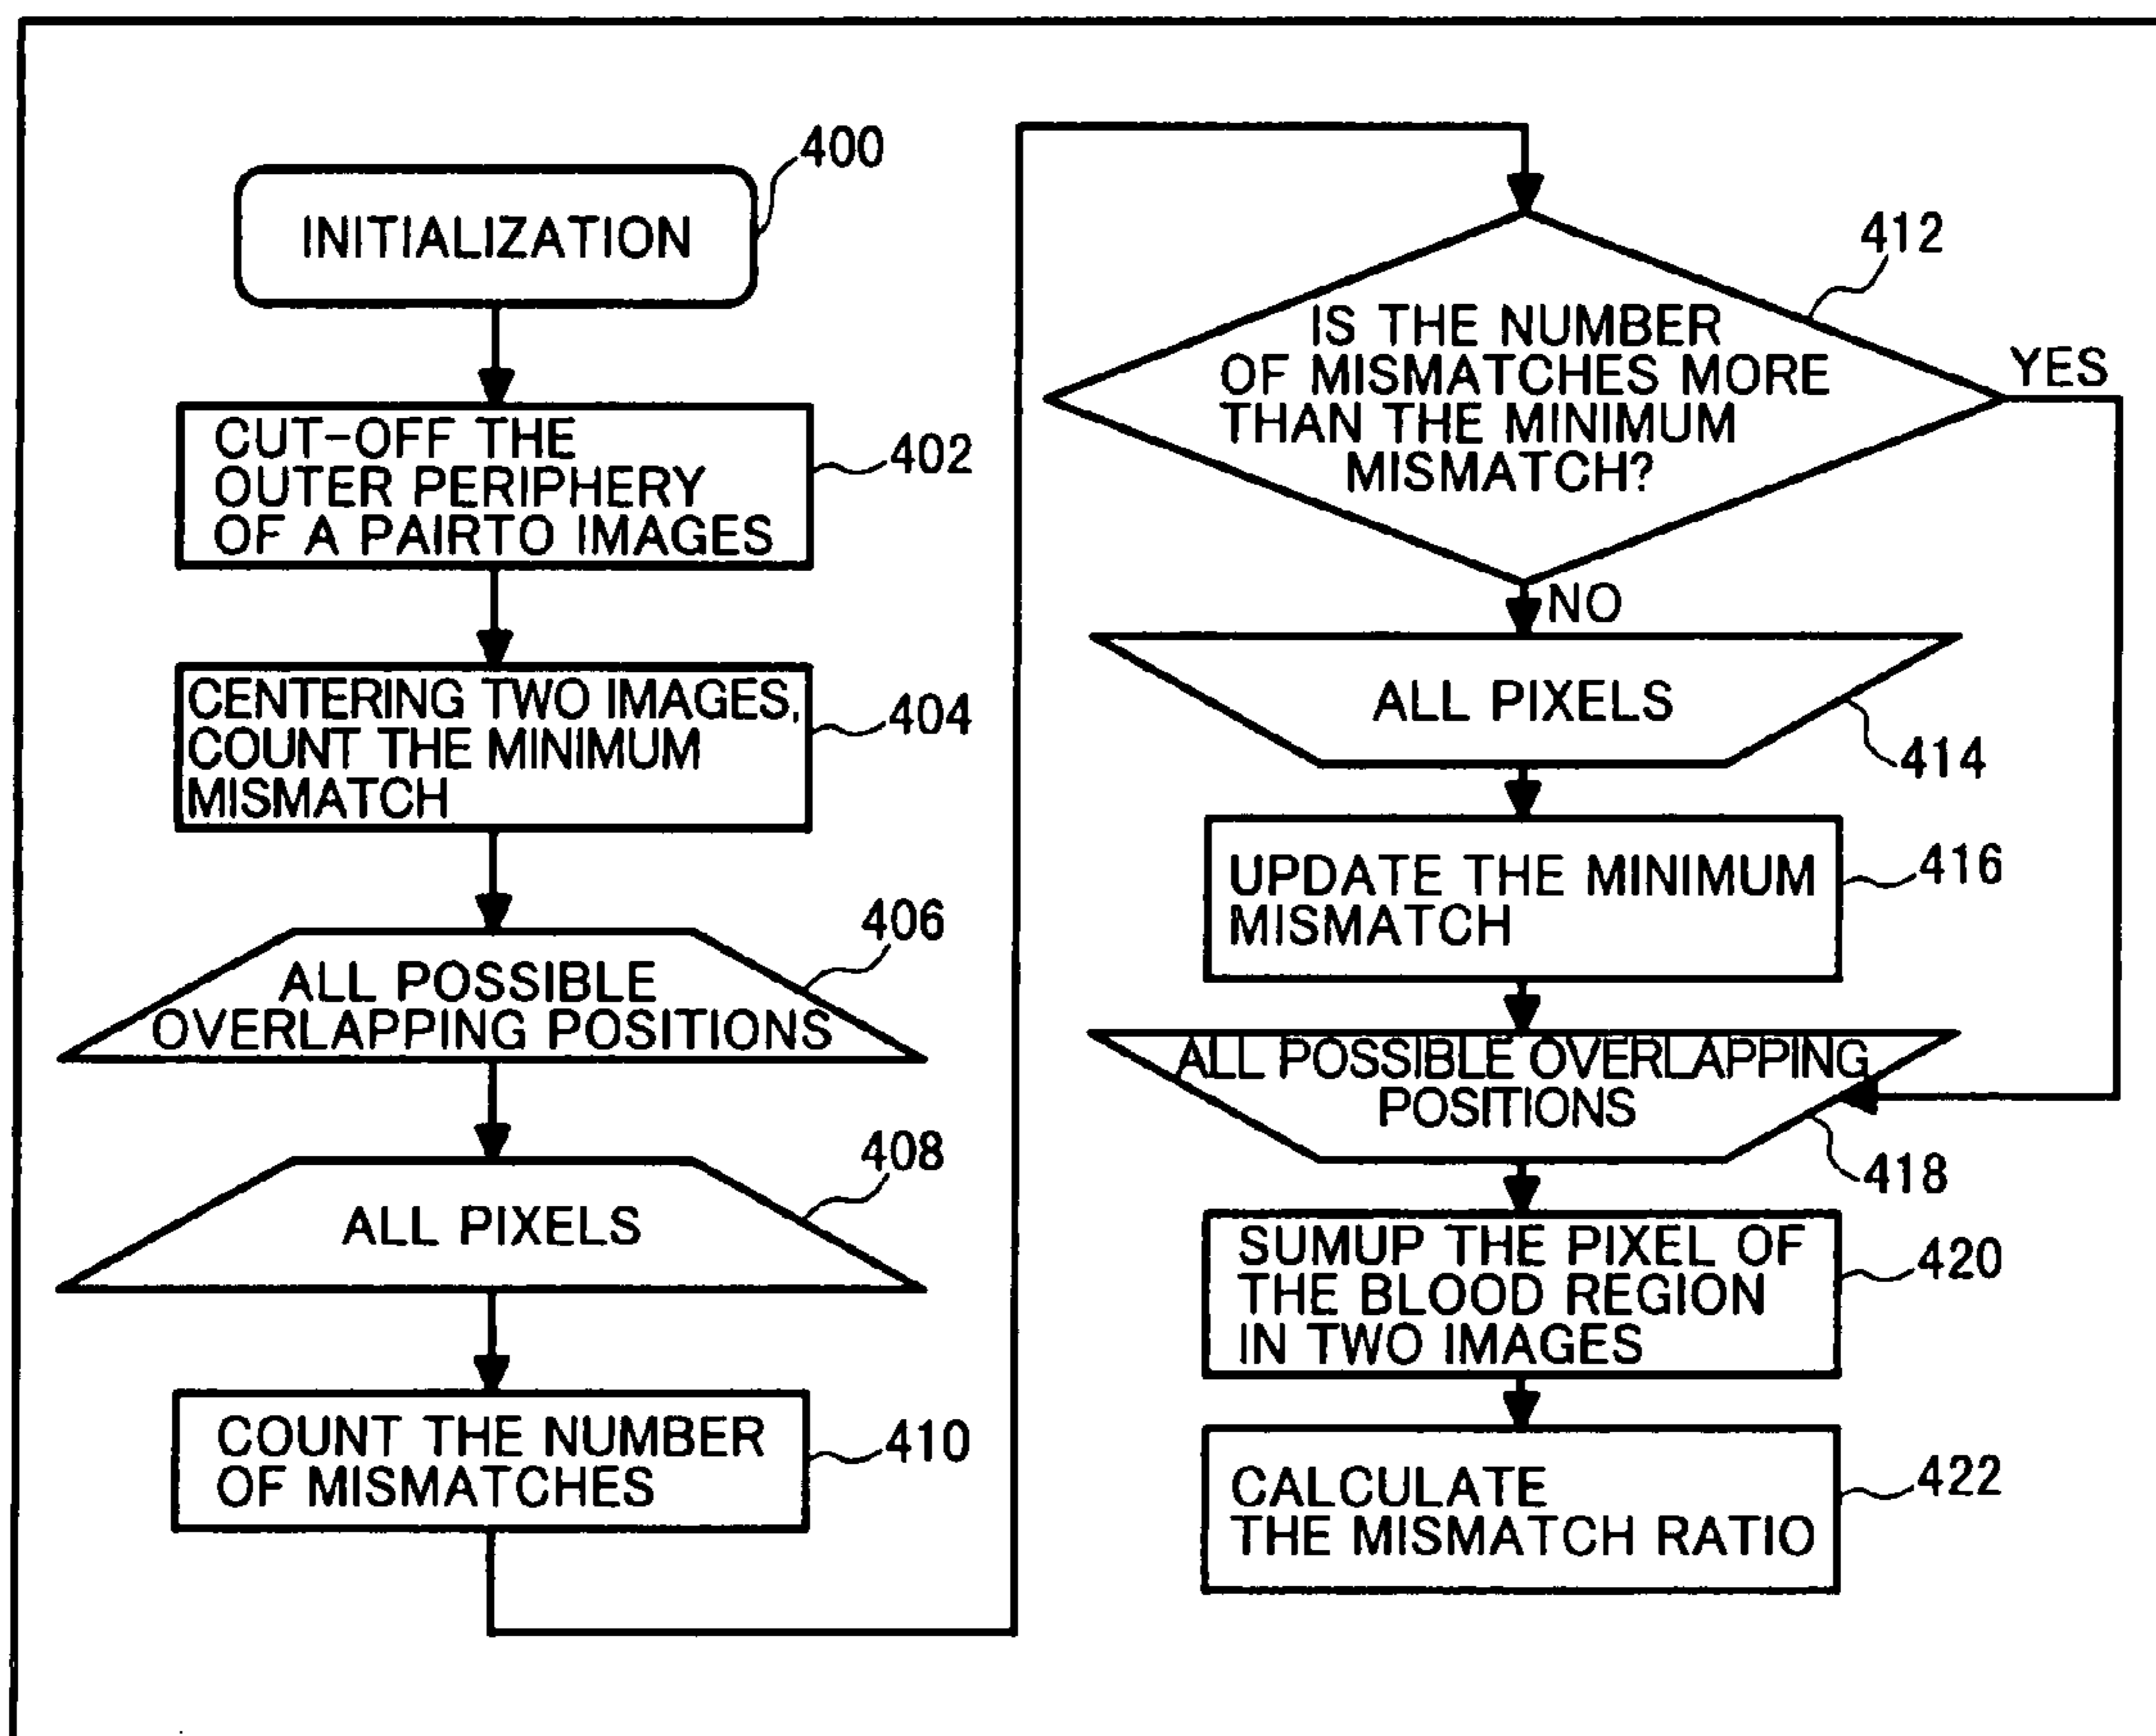 400
INITIALIZATION
CUT-OFF THE
OUTER PERIPHERY
OF A PAIRTO IMAGES
402
CENTERING TWO IMAGES,
COUNT THE MINIMUM
MISMATCH
404
406
ALL POSSIBLE
OVERLAPPING POSITIONS
408
ALL PIXELS
COUNT THE NUMBER
OF MISMATCHES
410
412
IS THE NUMBER
OF MISMATCHES MORE
THAN THE MINIMUM
MISMATCH?
YES
NO
ALL PIXELS
414
UPDATE THE MINIMUM
MISMATCH
416
ALL POSSIBLE OVERLAPPING
POSITIONS
418
SUMUP THE PIXEL OF
THE BLOOD REGION
IN TWO IMAGES
420
CALCULATE
THE MISMATCH RATIO
422